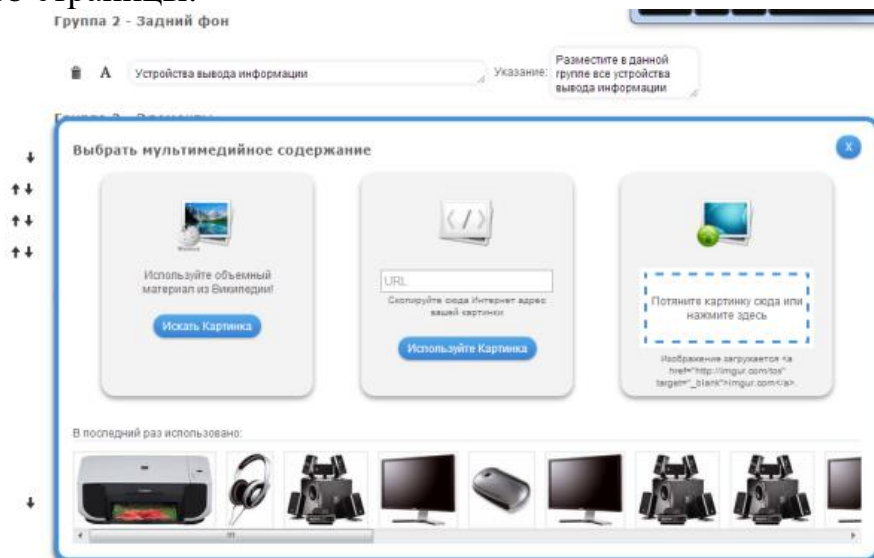 Группа 2 - Задний фон
A
Устройства вывода информации
Указание:
Разместите в данной
группе все устройства
вывода информации
Выбрать мультимедийное содержание
X
Используйте объемный
материал из Википедии!
Искать Картинка
URL
Скопируйте сюда Интернет адрес
вашей картинки
Используйте Картинка
Потяните картинку сюда или
нажмите здесь
Изображение загружается <a
href="http://imgur.com/tos"
target="_blank">imgur.com</a>.
В последний раз использовано: